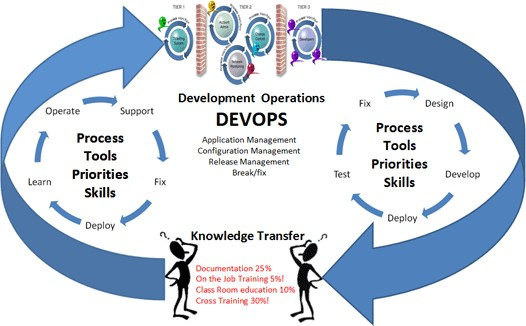 TIER 1
TIER 2
TIER 3
Development Operations
DEVOPS
Application Management
Configuration Management
Release Management
Break/fix
Operate
Support
Process
Tools
Priorities
Skills
Learn
Fix
Deploy
Fix
Design
Process
Tools
Priorities
Skills
Test
Develop
Deploy
Knowledge Transfer
Documentation 25%
On the Job Training 5%!
Class Room education 10%
Cross Training 30%!